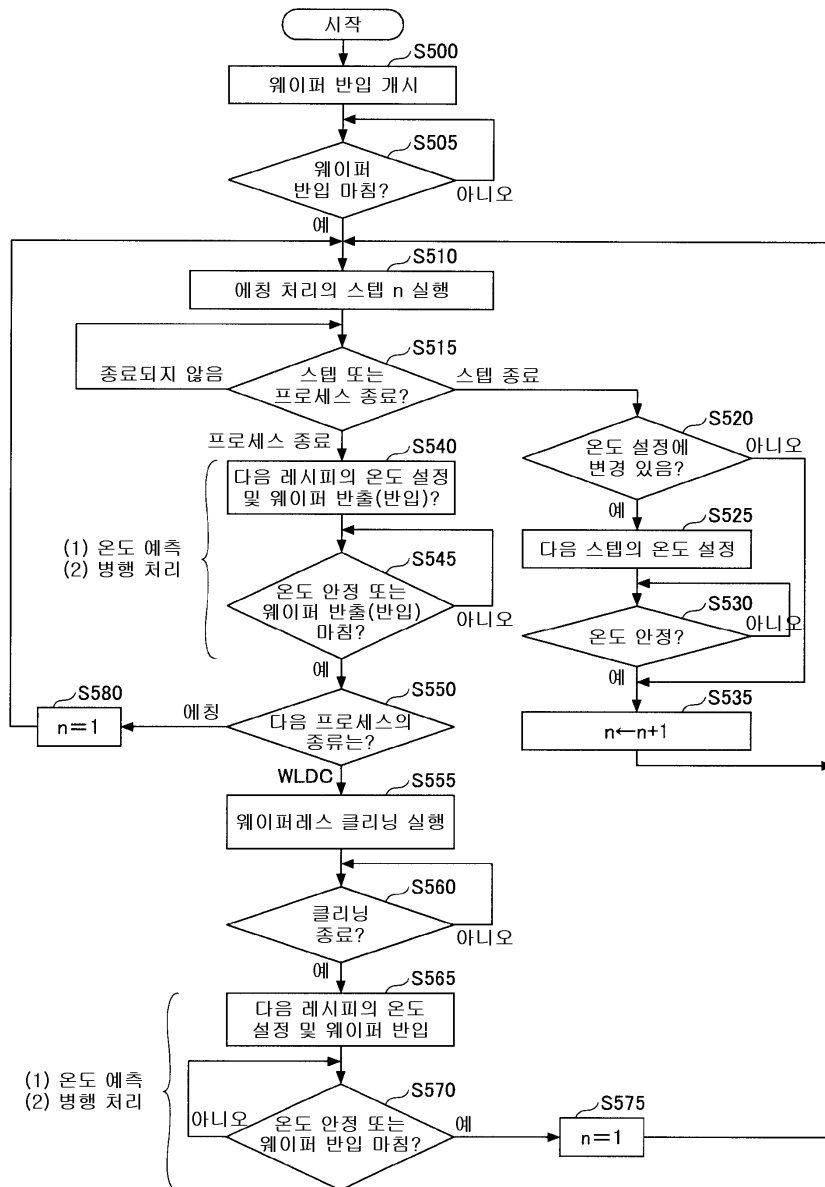 시작
S500
웨이퍼 반입 개시
S505
웨이퍼
반입 마침?
아니오
예
S510
에칭 처리의 스텝 n 실행
S515
종료되지 않음
스텝 또는
프로세스 종료?
스텝 종료
S520
온도 설정에
변경 있음?
아니오
예
프로세스 종료
S540
다음 레시피의 온도 설정
및 웨이퍼 반출(반입)?
S525
다음 스텝의 온도 설정
(1) 온도 예측
(2) 병행 처리
S545
온도 안정 또는
웨이퍼 반출(반입)
마침?
아니오
예
S530
온도 안정?
아니오
예
S535
n←n+1
S580
n=1
에칭
S550
다음 프로세스의
종류는?
WLDC
S555
웨이퍼레스 클리닝 실행
S560
클리닝
종료?
아니오
예
S565
다음 레시피의 온도
설정 및 웨이퍼 반입
(1) 온도 예측
(2) 병행 처리
S570
아니오
온도 안정 또는
웨이퍼 반입 마침?
예
S575
n=1